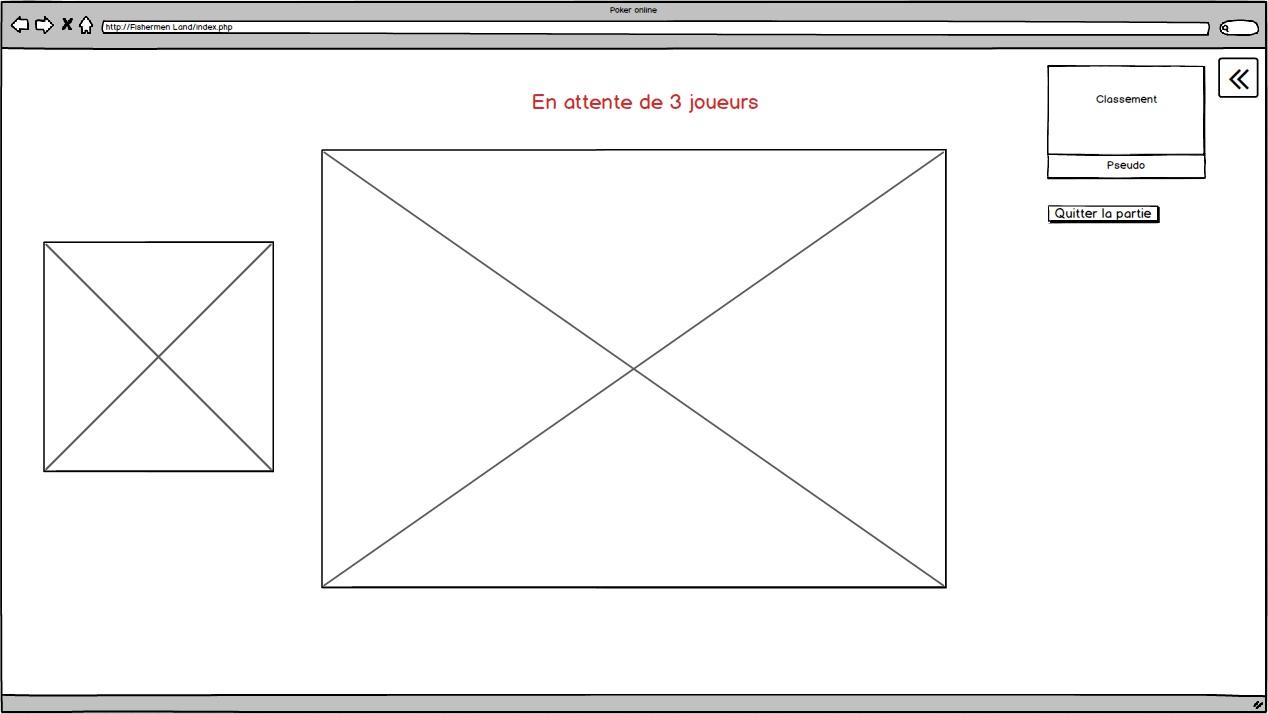 Poker online
http://Fishermen Land/index.php
En attente de 3 joueurs
Classement
Pseudo
Quitter la partie